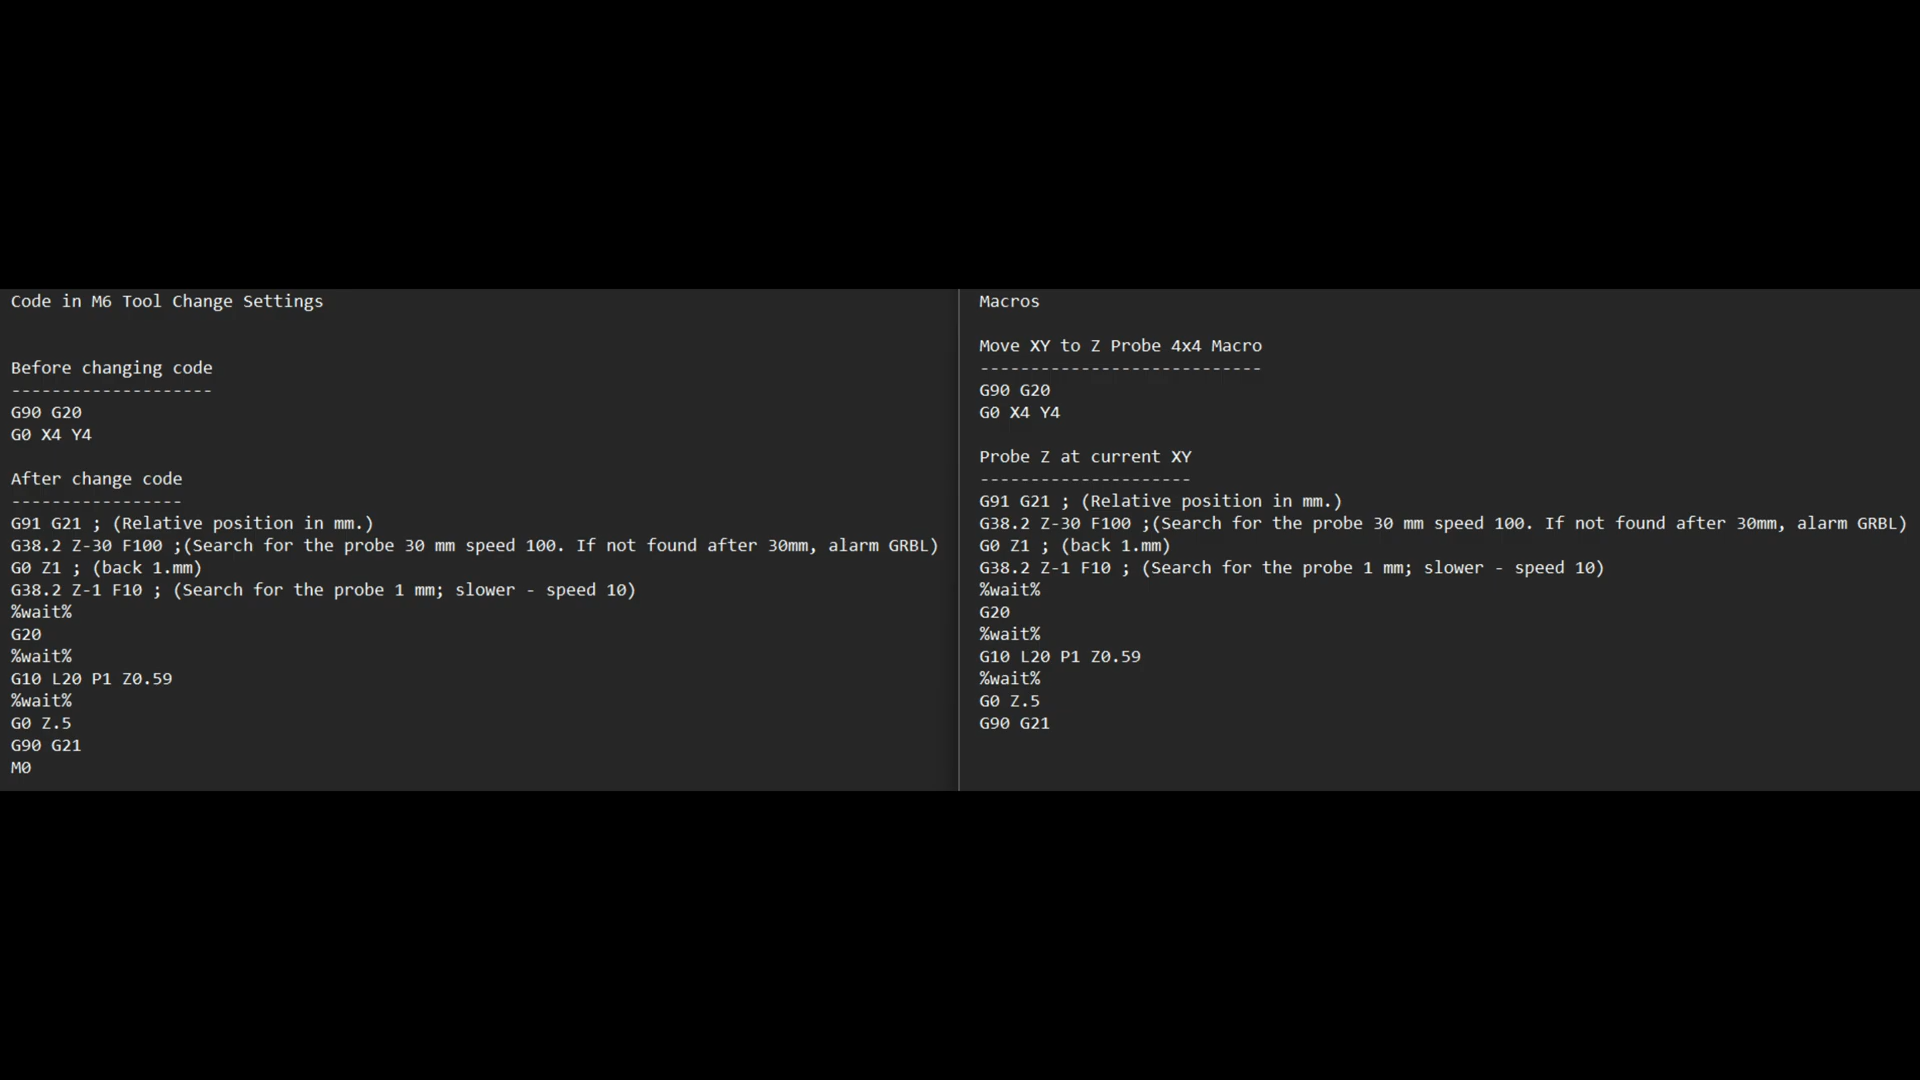 Code in M6 Tool Change Settings
Before changing code
--------------------
G90 G20
G0 X4 Y4
After change code
-----------------
G91 G21 ; (Relative position in mm.)
G38.2 Z-30 F100 ;(Search for the probe 30 mm speed 100. If not found after 30mm, alarm GRBL)
G0 Z1 ; (back 1.mm)
G38.2 Z-1 F10 ; (Search for the probe 1 mm; slower - speed 10)
%wait%
G20
%wait%
G10 L20 P1 Z0.59
%wait%
G0 Z.5
G90 G21
M0
Macros
Move XY to Z Probe 4x4 Macro
----------------------------
G90 G20
G0 X4 Y4
Probe Z at current XY
---------------------
G91 G21 ; (Relative position in mm.)
G38.2 Z-30 F100 ;(Search for the probe 30 mm speed 100. If not found after 30mm, alarm GRBL)
G0 Z1 ; (back 1.mm)
G38.2 Z-1 F10 ; (Search for the probe 1 mm; slower - speed 10)
%wait%
G20
%wait%
G10 L20 P1 Z0.59
%wait%
G0 Z.5
G90 G21